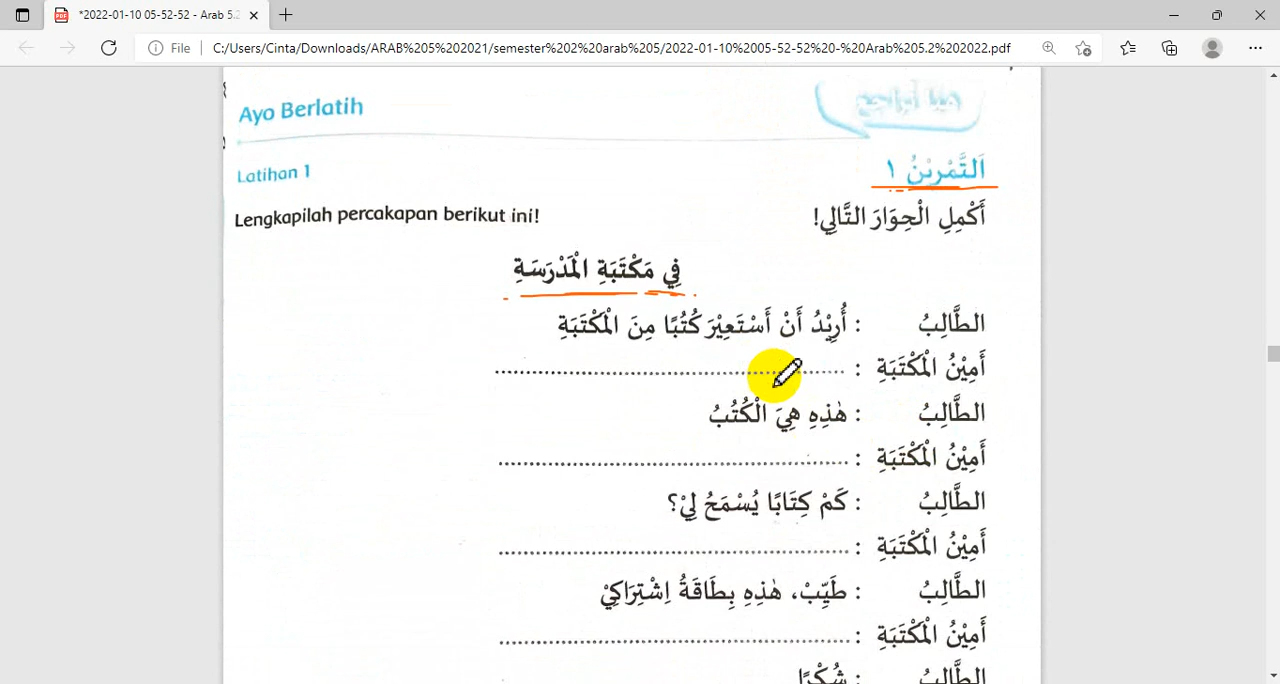 *2022-01-10 05-52-52 - Arab 5.2
File C:/Users/Cinta/Downloads/ARAB%205%202021/semester%202%20arab%205/2022-01-10%2005-52-52%20-%20Arab%205.2%202022.pdf
Ayo Berlatih
Latihan 1 اَلتَّمْرِيْنُ ١
Lengkapilah percakapan berikut ini! أَكْمِلِ الْحِوَارَ التَّالِي!
فِي مَكْتَبَةِ الْمَدْرَسَةِ
الطَّالِبُ : أُرِيْدُ أَنْ أَسْتَعِيْرَ كُتُبًا مِنَ الْمَكْتَبَةِ
أَمِيْنُ الْمَكْتَبَةِ : ......................................................
الطَّالِبُ : هٰذِهِ هِيَ الْكُتُبُ
أَمِيْنُ الْمَكْتَبَةِ : ......................................................
الطَّالِبُ : كَمْ كِتَابًا يُسْمَحُ لِيْ؟
أَمِيْنُ الْمَكْتَبَةِ : ......................................................
الطَّالِبُ : طَيِّبْ، هٰذِهِ بِطَاقَةُ اِشْتِرَاكِيْ
أَمِيْنُ الْمَكْتَبَةِ : ......................................................
الطَّالِبُ : شُكْرًا